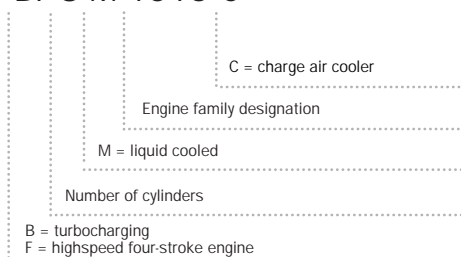 C = charge air cooler
Engine family designation
M = liquid cooled
Number of cylinders
B = turbocharging
F = highspeed four-stroke engine